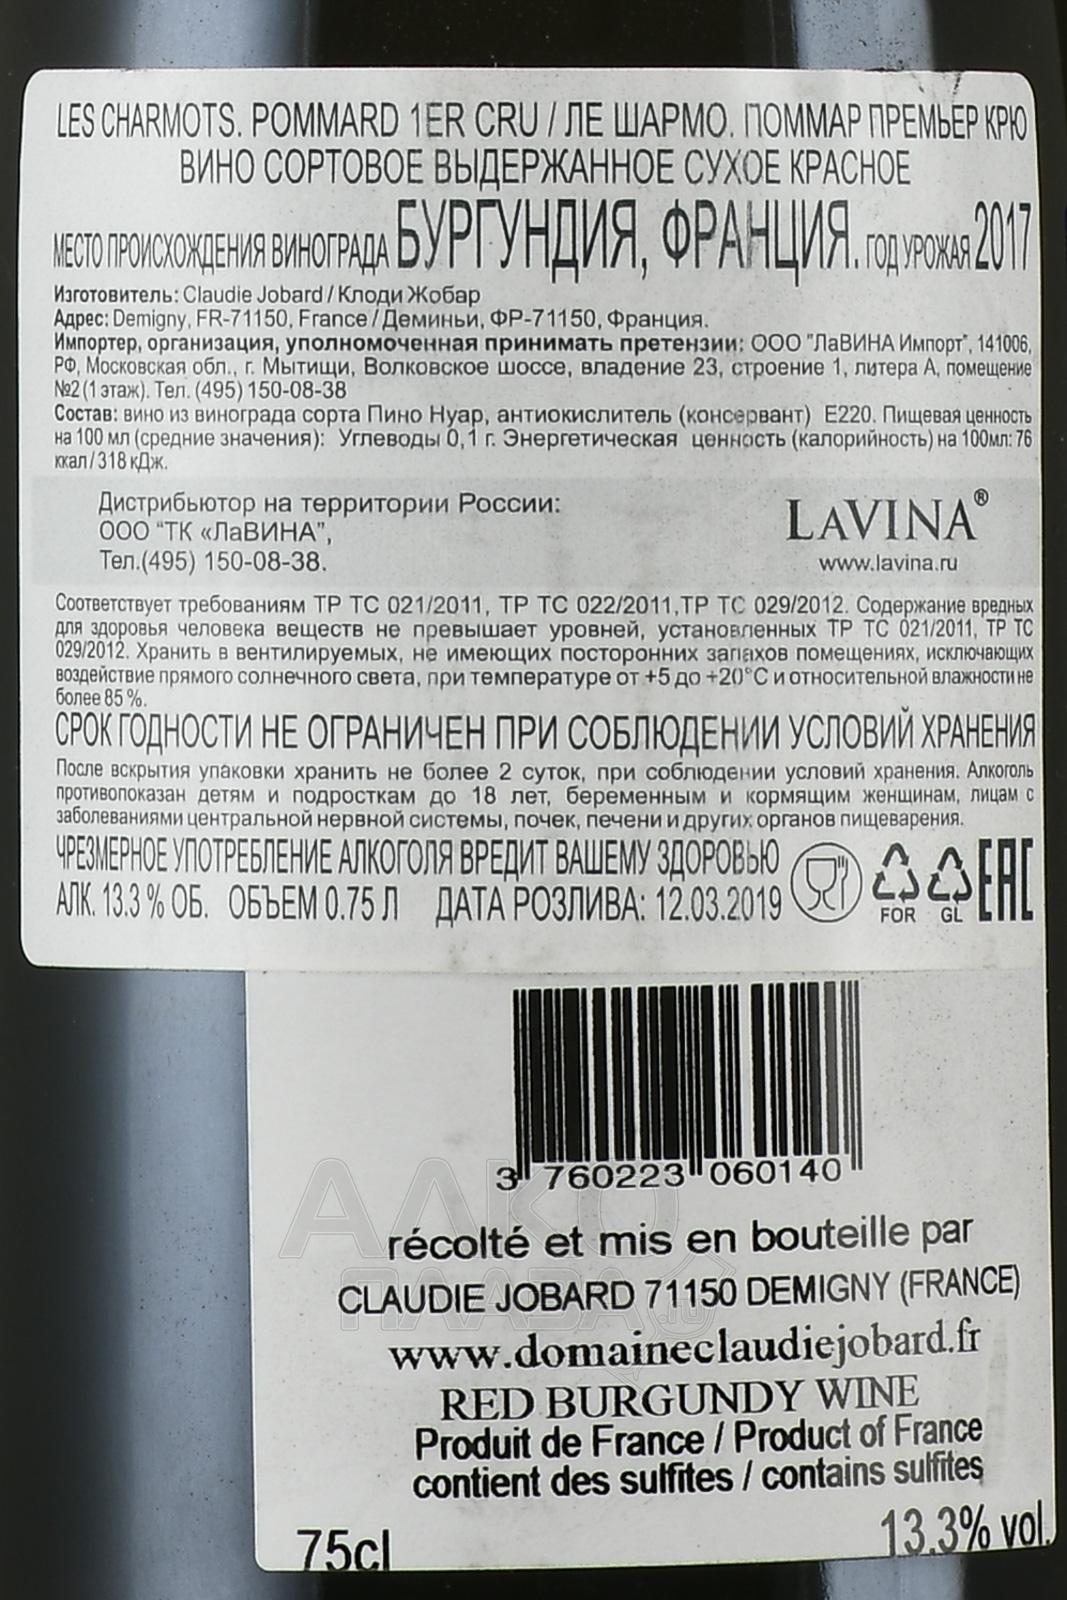 LES CHARMOTS. POMMARD 1ER CRU / ЛЕ ШАРМО. ПОММАР ПРЕМЬЕР КРЮ
ВИНО СОРТОВОЕ ВЫДЕРЖАННОЕ СУХОЕ КРАСНОЕ
МЕСТО ПРОИСХОЖДЕНИЯ ВИНОГРАДА БУРГУНДИЯ, ФРАНЦИЯ. ГОД УРОЖАЯ 2017
Изготовитель: Claudie Jobard / Клоди Жобар
Адрес: Demigny, FR-71150, France / Деминьи, ФР-71150, Франция.
Импортер, организация, уполномоченная принимать претензии: ООО "ЛаВИНА Импорт", 141006,
РФ, Московская обл., г. Мытищи, Волковское шоссе, владение 23, строение 1, литера А, помещение
№2 (1 этаж). Тел. (495) 150-08-38
Состав: вино из винограда сорта Пино Нуар, антиокислитель (консервант) Е220. Пищевая ценность
на 100 мл (средние значения): Углеводы 0,1 г. Энергетическая ценность (калорийность) на 100мл: 76
ккал / 318 кДж.
Дистрибьютор на территории России:
ООО "ТК «ЛаВИНА",
Тел.(495) 150-08-38.
LAVINA®
www.lavina.ru
Соответствует требованиям ТР ТС 021/2011, ТР ТС 022/2011,ТР ТС 029/2012. Содержание вредных
для здоровья человека веществ не превышает уровней, установленных ТР ТС 021/2011, ТР ТС
029/2012. Хранить в вентилируемых, не имеющих посторонних запахов помещениях, исключающих
воздействие прямого солнечного света, при температуре от +5 до +20°С и относительной влажности не
более 85 %.
СРОК ГОДНОСТИ НЕ ОГРАНИЧЕН ПРИ СОБЛЮДЕНИИ УСЛОВИЙ ХРАНЕНИЯ
После вскрытия упаковки хранить не более 2 суток, при соблюдении условий хранения. Алкоголь
противопоказан детям и подросткам до 18 лет, беременным и кормящим женщинам, лицам с
заболеваниями центральной нервной системы, почек, печени и других органов пищеварения.
ЧРЕЗМЕРНОЕ УПОТРЕБЛЕНИЕ АЛКОГОЛЯ ВРЕДИТ ВАШЕМУ ЗДОРОВЬЮ
АЛК. 13.3 % ОБ. ОБЪЕМ 0.75 Л ДАТА РОЗЛИВА: 12.03.2019
FOR GL EAC
3 760223 060140
АЛКО
ПЛАЗА.ru
récolté et mis en bouteille par
CLAUDIE JOBARD 71150 DEMIGNY (FRANCE)
www.domaineclaudiejobard.fr
RED BURGUNDY WINE
Produit de France / Product of France
contient des sulfites / contains sulfites
75cl 13.3% vol.